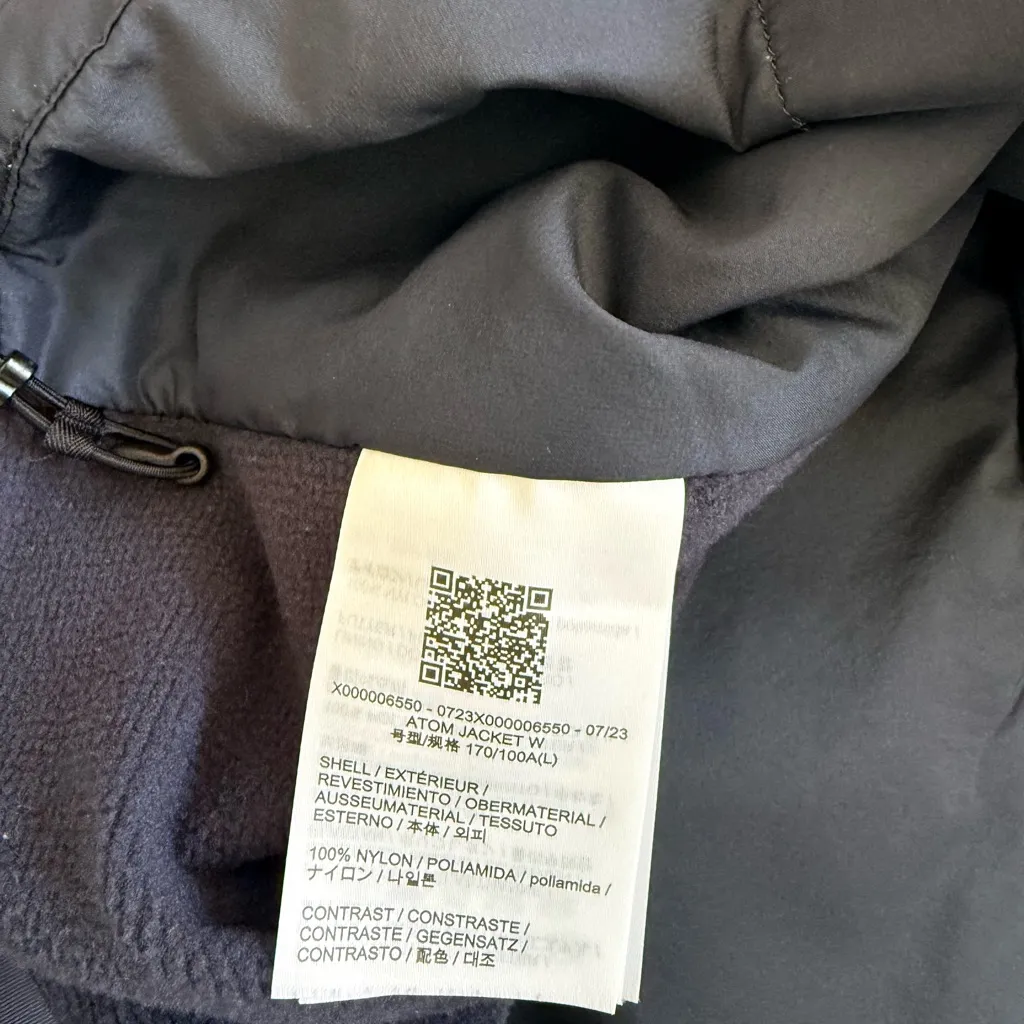 X000006550 - 0723X000006550 - 07/23
ATOM JACKET W
号型/规格 170/100A(L)
SHELL / EXTÉRIEUR /
REVESTIMIENTO / OBERMATERIAL /
AUSSEUMATERIAL / TESSUTO
ESTERNO / 本体 / 외피
100% NYLON / POLIAMIDA / poliamida /
ナイロン / 나일론
CONTRAST / CONSTRASTE /
CONTRASTE / GEGENSATZ /
CONTRASTO / 配色 / 대조